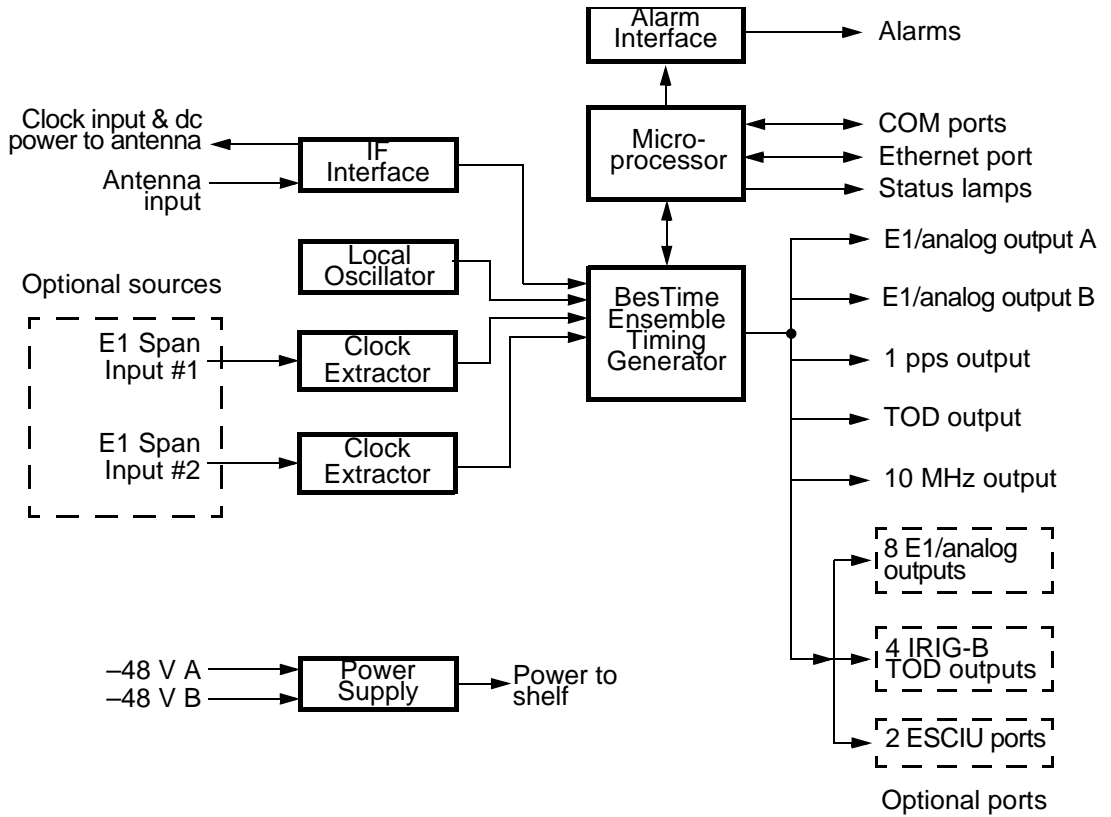 Alarm
Interface
Alarms
Clock input & dc
power to antenna
Antenna
input
IF
Interface
Micro-
processor
COM ports
Ethernet port
Status lamps
Local
Oscillator
Optional sources
E1 Span
Input #1
Clock
Extractor
E1 Span
Input #2
Clock
Extractor
BesTime
Ensemble
Timing
Generator
E1/analog output A
E1/analog output B
1 pps output
TOD output
10 MHz output
8 E1/analog
outputs
4 IRIG-B
TOD outputs
2 ESCIU ports
Optional ports
–48 V A
–48 V B
Power
Supply
Power to
shelf